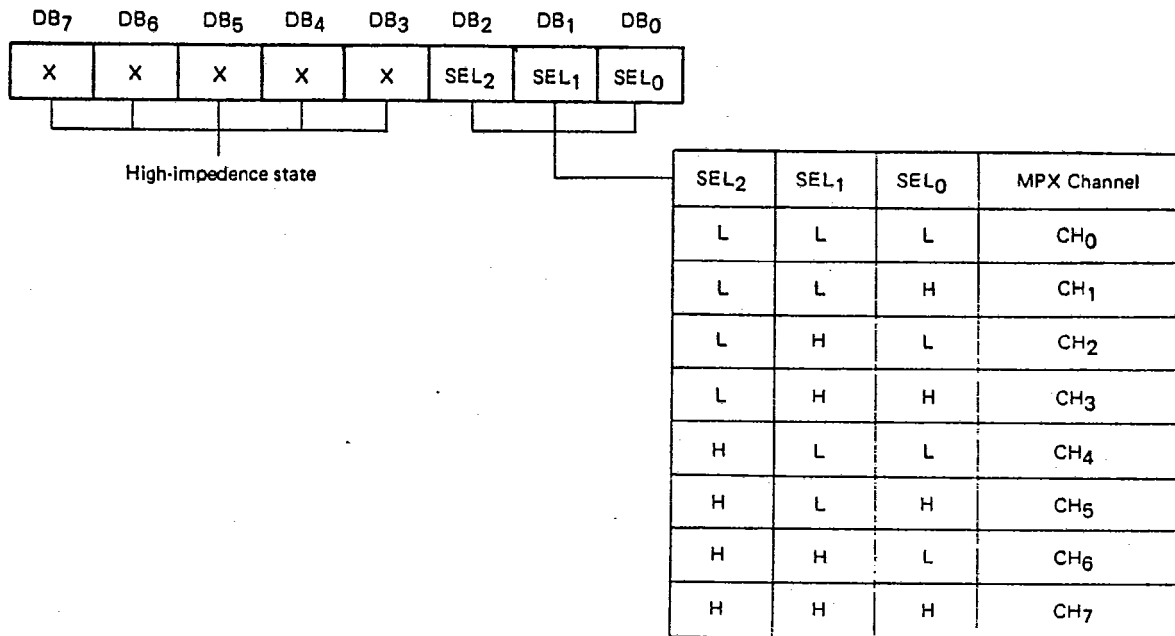 DB7 DB6 DB5 DB4 DB3 DB2 DB1 DB0
X X X X X SEL2 SEL1 SEL0
High-impedence state
SEL2 SEL1 SEL0 MPX Channel
L L L CH0
L L H CH1
L H L CH2
L H H CH3
H L L CH4
H L H CH5
H H L CH6
H H H CH7